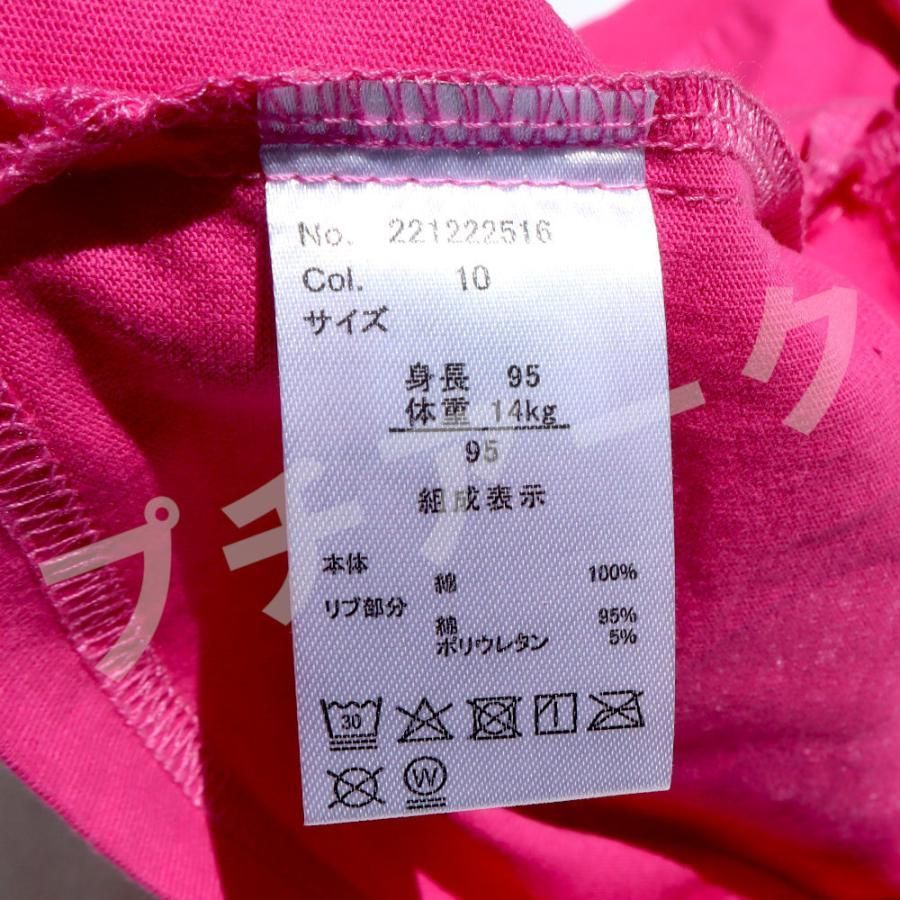 No. 221222516
Col. 10
サイズ
身長 95
体重 14kg
95
組成表示
本体 綿 100%
リブ部分
綿 95%
ポリウレタン 5%
30
W
プチアーク